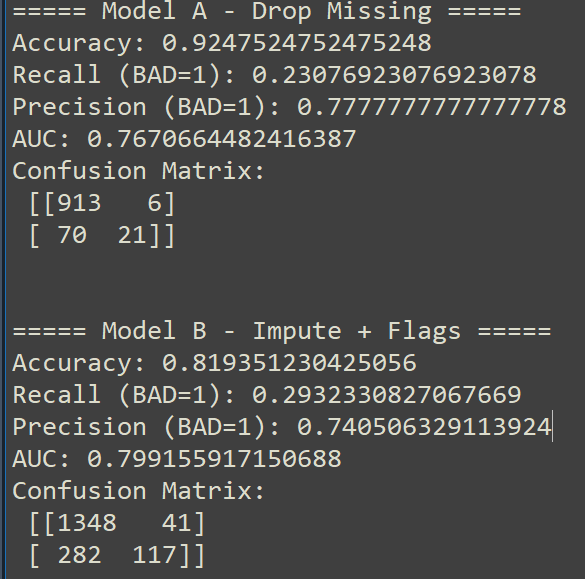 ===== Model A - Drop Missing =====
Accuracy: 0.9247524752475248
Recall (BAD=1): 0.23076923076923078
Precision (BAD=1): 0.7777777777777778
AUC: 0.7670664482416387
Confusion Matrix:
[[913   6]
[ 70  21]]
===== Model B - Impute + Flags =====
Accuracy: 0.819351230425056
Recall (BAD=1): 0.2932330827067669
Precision (BAD=1): 0.740506329113924
AUC: 0.799155917150688
Confusion Matrix:
[[1348   41]
[ 282  117]]